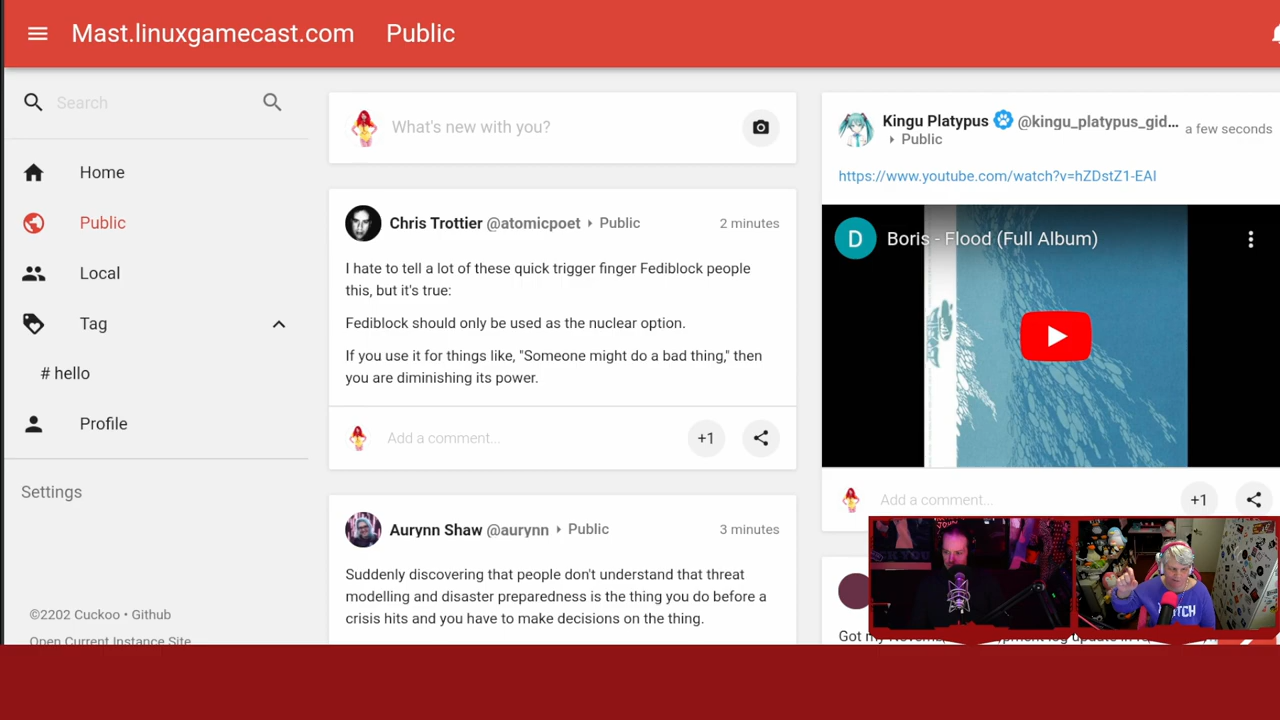 Mast.linuxgamecast.com Public
Search
Home
Public
Local
Tag
# hello
Profile
Settings
©2202 Cuckoo • Github
Open Current Instance Site
What's new with you?
Chris Trottier @atomicpoet Public 2 minutes
I hate to tell a lot of these quick trigger finger Fediblock people
this, but it's true:
Fediblock should only be used as the nuclear option.
If you use it for things like, "Someone might do a bad thing," then
you are diminishing its power.
Add a comment...
+1
Aurynn Shaw @aurynn Public 3 minutes
Suddenly discovering that people don't understand that threat
modelling and disaster preparedness is the thing you do before a
crisis hits and you have to make decisions on the thing.
Kingu Platypus @kingu_platypus_gid... a few seconds
Public
https://www.youtube.com/watch?v=hZDstZ1-EAI
D Boris - Flood (Full Album)
Add a comment...
+1
Got my